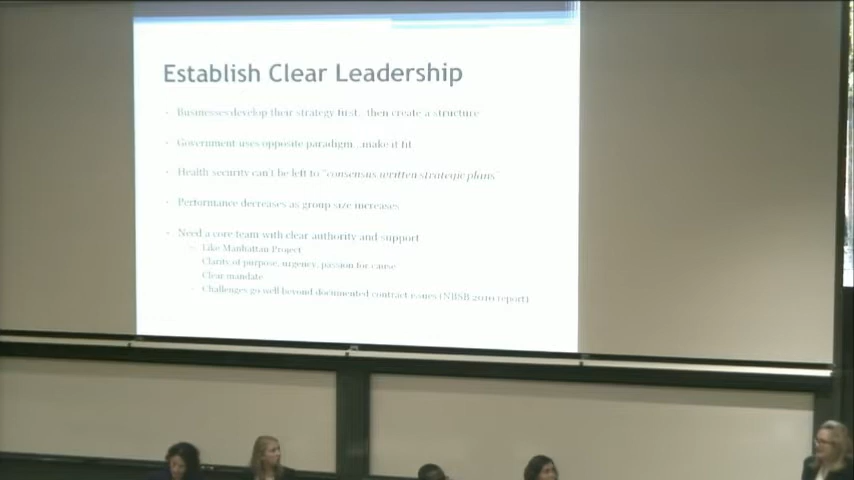 Establish Clear Leadership
Businesses develop their strategy first...then create a structure
Government uses opposite paradigm...make it fit
Health security can't be left to "consensus written strategic plans"
Performance decreases as group size increases
Need a core team with clear authority and support
Like Manhattan Project
Clarity of purpose, urgency, passion for cause
Clear mandate
Challenges go well beyond documented contract issues (NBSB 2010 report)